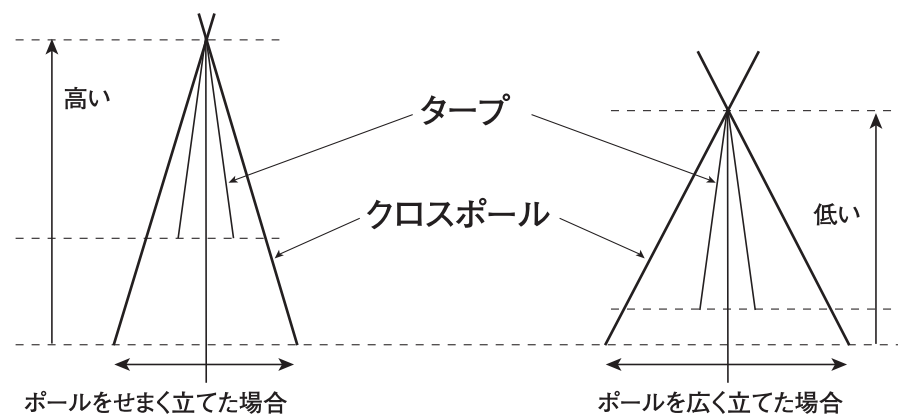 高い
タープ
クロスポール
低い
ポールをせまく立てた場合
ポールを広く立てた場合